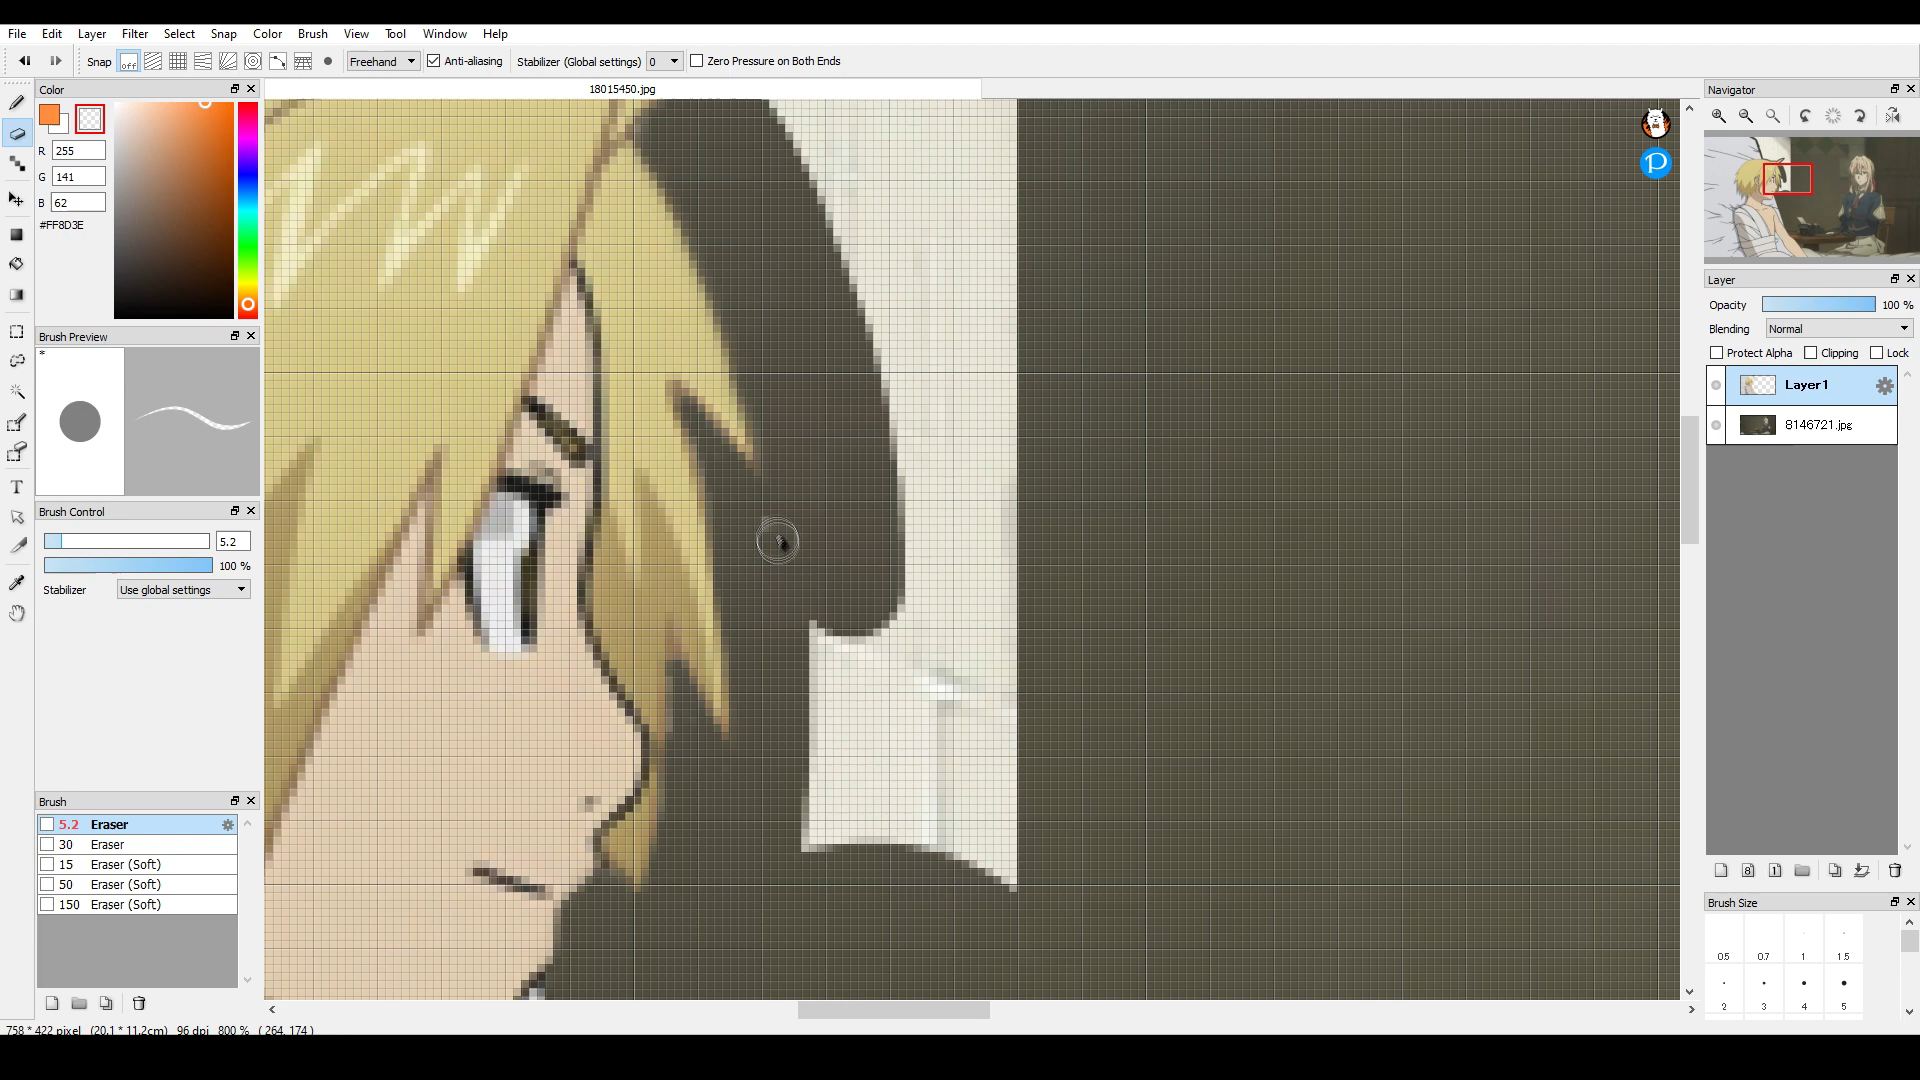 File Edit Layer Filter Select Snap Color Brush View Tool Window Help
Snap off Freehand Anti-aliasing Stabilizer (Global settings) 0 Zero Pressure on Both Ends
Color
18015450.jpg
Navigator
R 255
G 141
B 62
#FF8D3E
P
Layer
Opacity 100 %
Blending Normal
Protect Alpha Clipping Lock
Layer1
8146721.jpg
Brush Preview
*
Brush Control
5.2
100 %
Stabilizer Use global settings
T
Brush
5.2 Eraser
30 Eraser
15 Eraser (Soft)
50 Eraser (Soft)
150 Eraser (Soft)
8 1
Brush Size
0.5 0.7 1 1.5
2 3 4 5
758 * 422 pixel (20.1 * 11.2cm) 96 dpi 800 % ( 264, 174 )